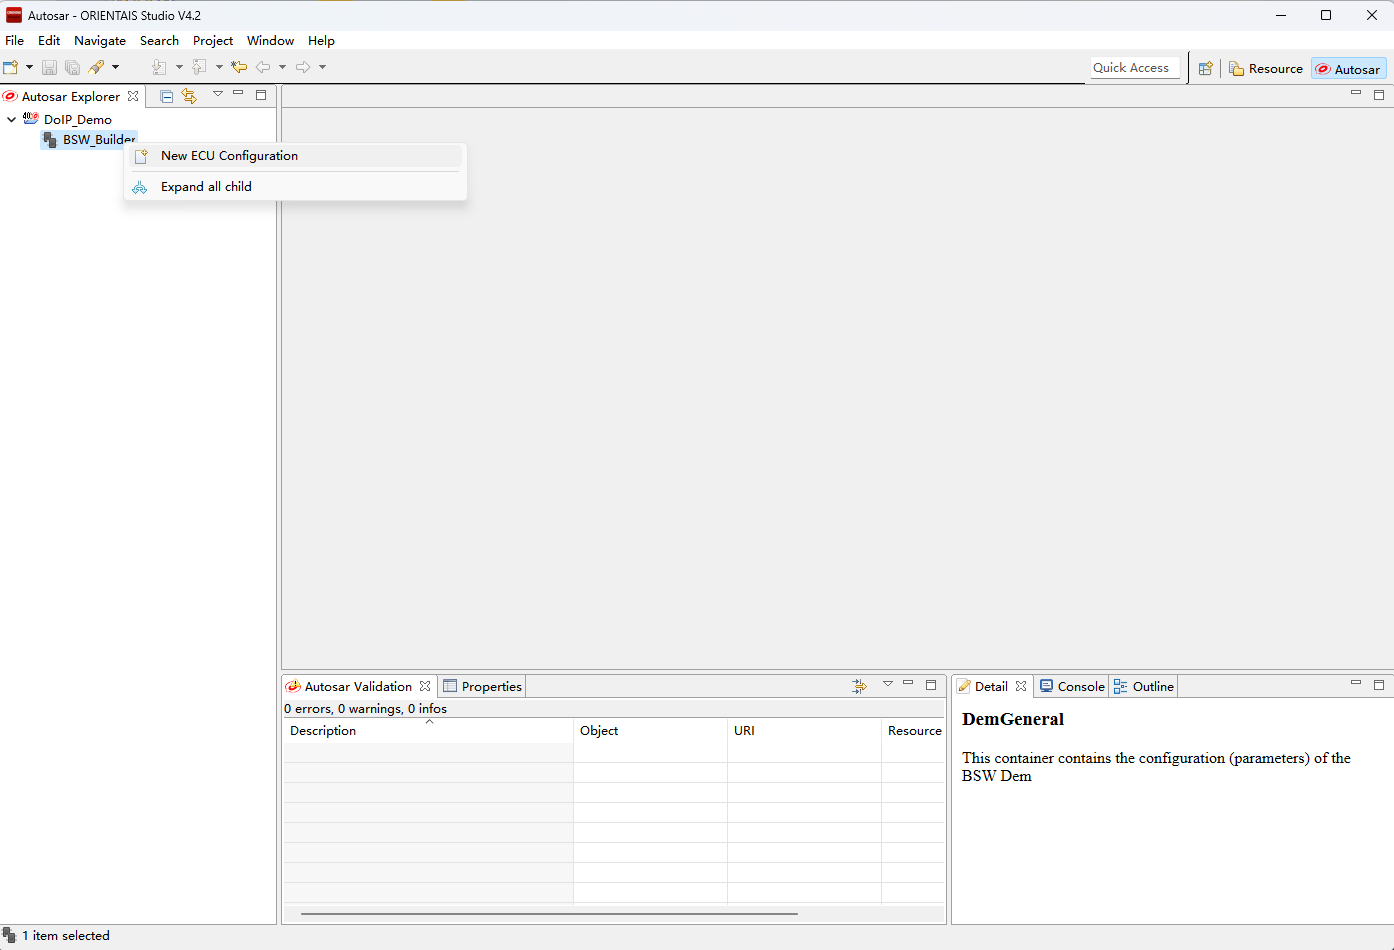 Autosar - ORIENTAIS Studio V4.2
File Edit Navigate Search Project Window Help
Quick Access Resource Autosar
Autosar Explorer
DoIP_Demo
BSW_Builder
New ECU Configuration
Expand all child
Autosar Validation Properties
0 errors, 0 warnings, 0 infos
Description Object URI Resource
Detail Console Outline
DemGeneral
This container contains the configuration (parameters) of the
BSW Dem
1 item selected